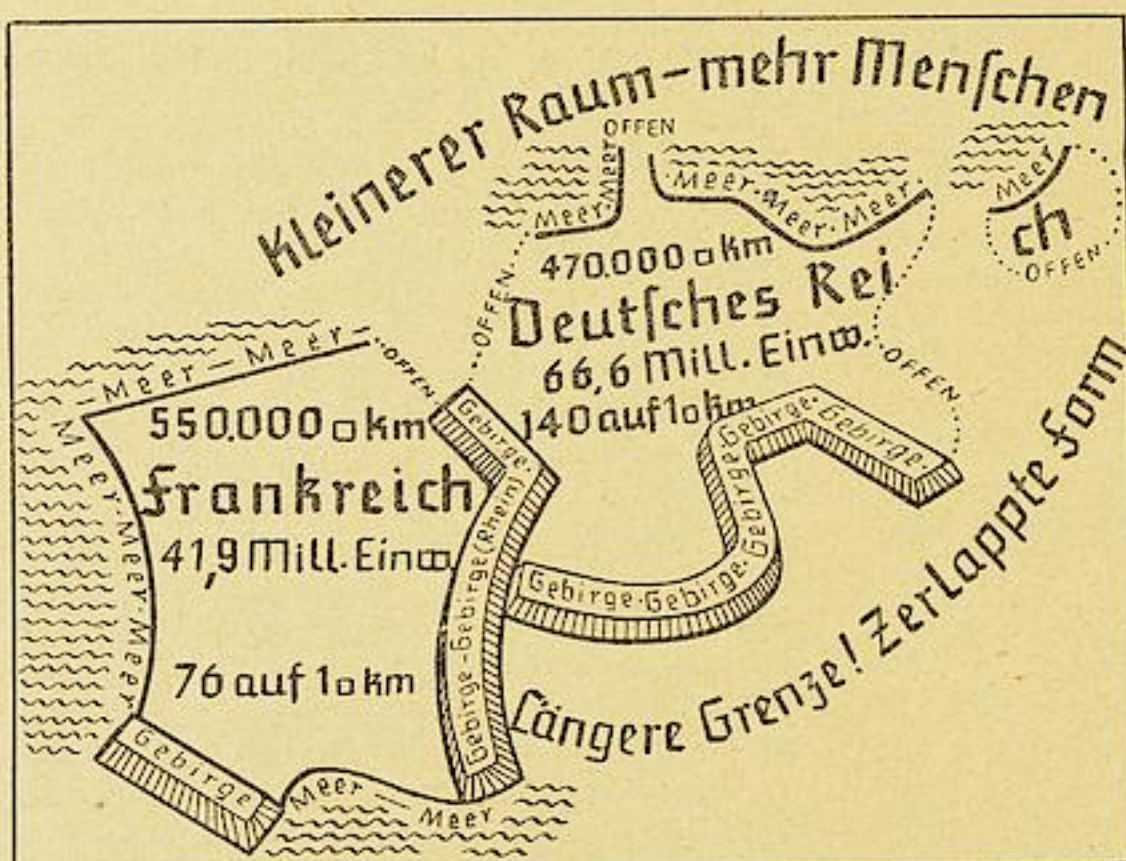 Kleinerer Raum–mehr Menſchen
OFFEN
Meer·Meer
·Meer·Meer·Meer·
Meer
470.000 □ km
Deutſches Rei
ch
OFFEN
66,6 Mill. Einw.
140 auf 1 □ km
OFFEN
OFFEN
OFFEN
–Meer–Meer–
Meer·Meer·Meer
550.000 □ km
Frankreich
41,9 Mill. Einw.
76 auf 1 □ km
Gebirge
Meer–Meer
Gebirge·
Gebirge–Gebirge(Rhein)
Gebirge·Gebirge·Gebirge·Gebirge·Gebirge·Gebirge·
Längere Grenze! Zerlappte Form